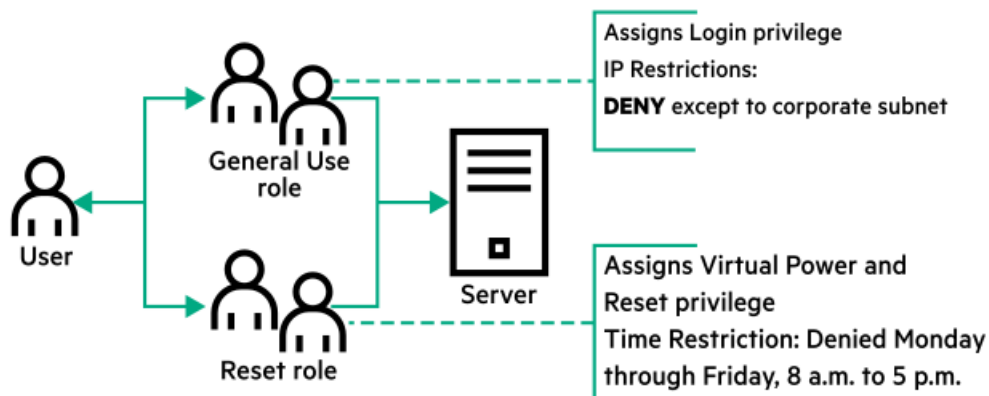 Assigns Login privilege
IP Restrictions:
DENY except to corporate subnet
General Use
role
User
Server
Assigns Virtual Power and
Reset privilege
Time Restriction: Denied Monday
through Friday, 8 a.m. to 5 p.m.
Reset role